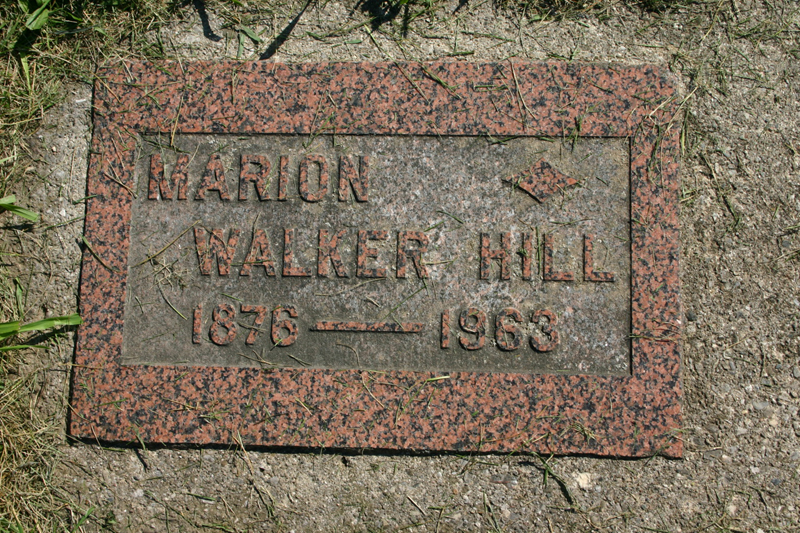 MARION
WALKER HILL
1876 — 1963